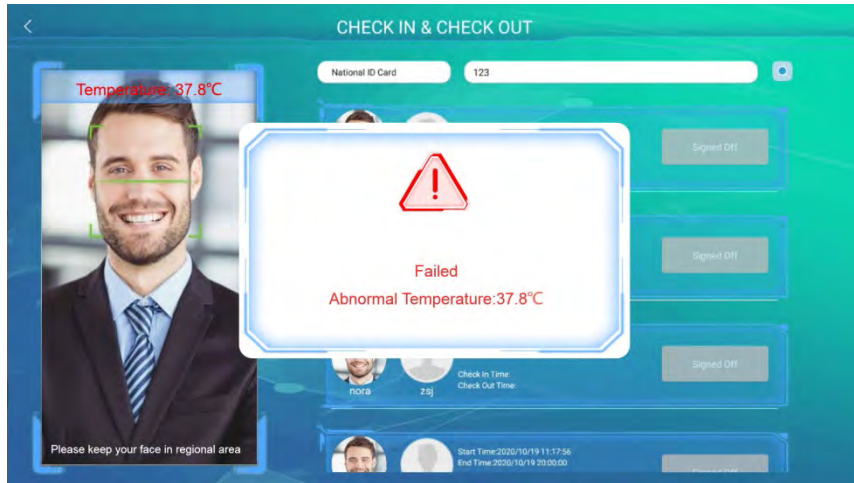 CHECK IN & CHECK OUT
National ID Card
123
Temperature: 37.8℃
Signed Off
Failed
Abnormal Temperature:37.8℃
Signed Off
Signed Off
Check In Time:
Check Out Time:
nora
zsj
Please keep your face in regional area
Start Time:2020/10/19 11:17:56
End Time:2020/10/19 20:00:00
Signed Off